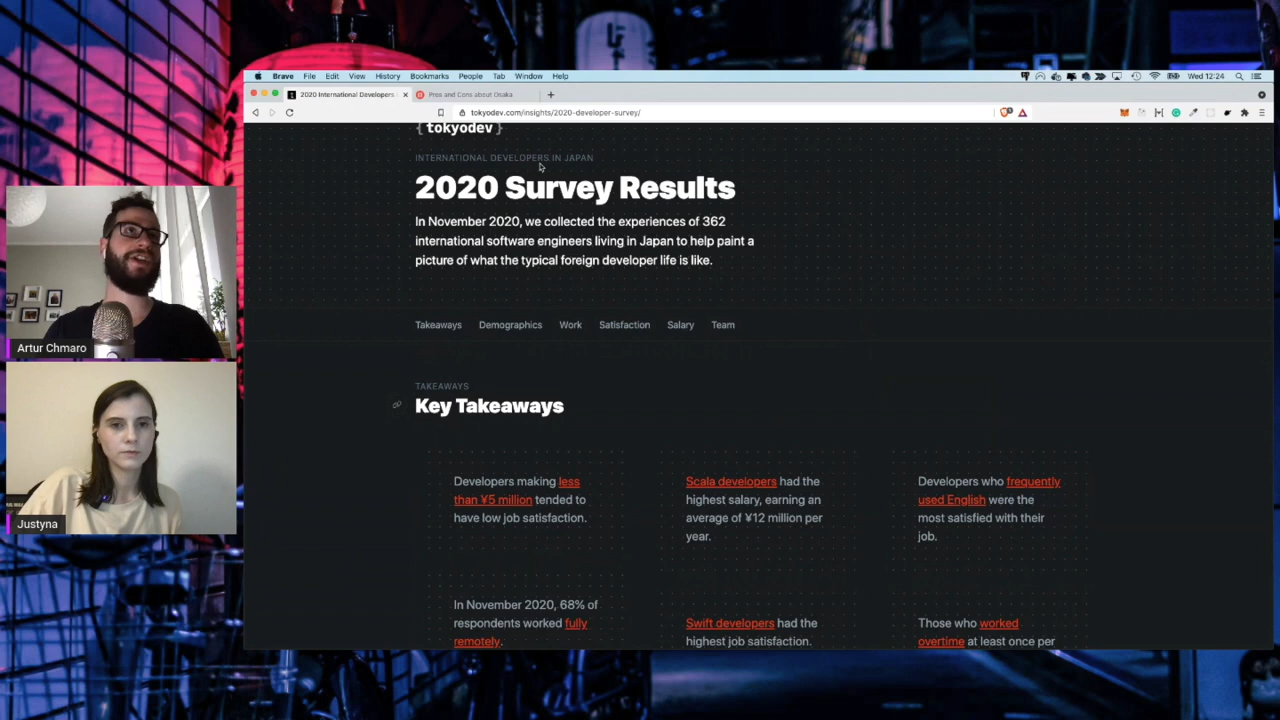 Brave File Edit View History Bookmarks People Tab Window Help
Wed 12:24
2020 International Developers
Pros and Cons about Osaka
tokyodev.com/insights/2020-developer-survey/
{tokyodev}
INTERNATIONAL DEVELOPERS IN JAPAN
2020 Survey Results
In November 2020, we collected the experiences of 362
international software engineers living in Japan to help paint a
picture of what the typical foreign developer life is like.
Takeaways Demographics Work Satisfaction Salary Team
TAKEAWAYS
Key Takeaways
Developers making less
than ¥5 million tended to
have low job satisfaction.
Scala developers had the
highest salary, earning an
average of ¥12 million per
year.
Developers who frequently
used English were the
most satisfied with their
job.
In November 2020, 68% of
respondents worked fully
remotely.
Swift developers had the
highest job satisfaction.
Those who worked
overtime at least once per
Artur Chmaro
Justyna